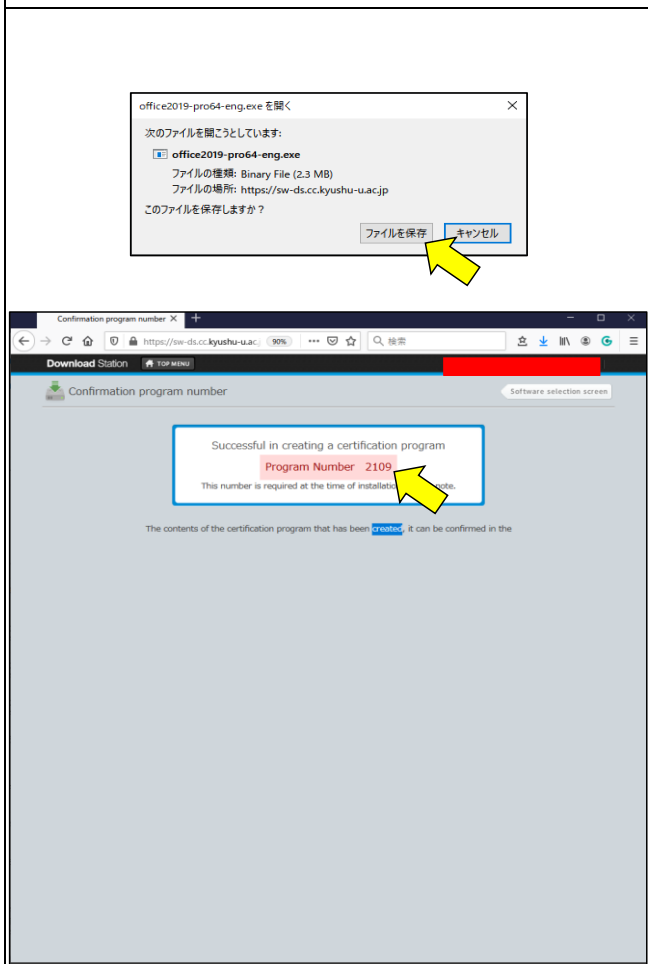 office2019-pro64-eng.exe を開く
次のファイルを開こうとしています:
office2019-pro64-eng.exe
ファイルの種類: Binary File (2.3 MB)
ファイルの場所: https://sw-ds.cc.kyushu-u.ac.jp
このファイルを保存しますか?
ファイルを保存 キャンセル
Confirmation program number
https://sw-ds.cc.kyushu-u.ac. 90% 検索
Download Station TOP MENU
Confirmation program number Software selection screen
Successful in creating a certification program
Program Number 2109
This number is required at the time of installation note.
The contents of the certification program that has been created, it can be confirmed in the